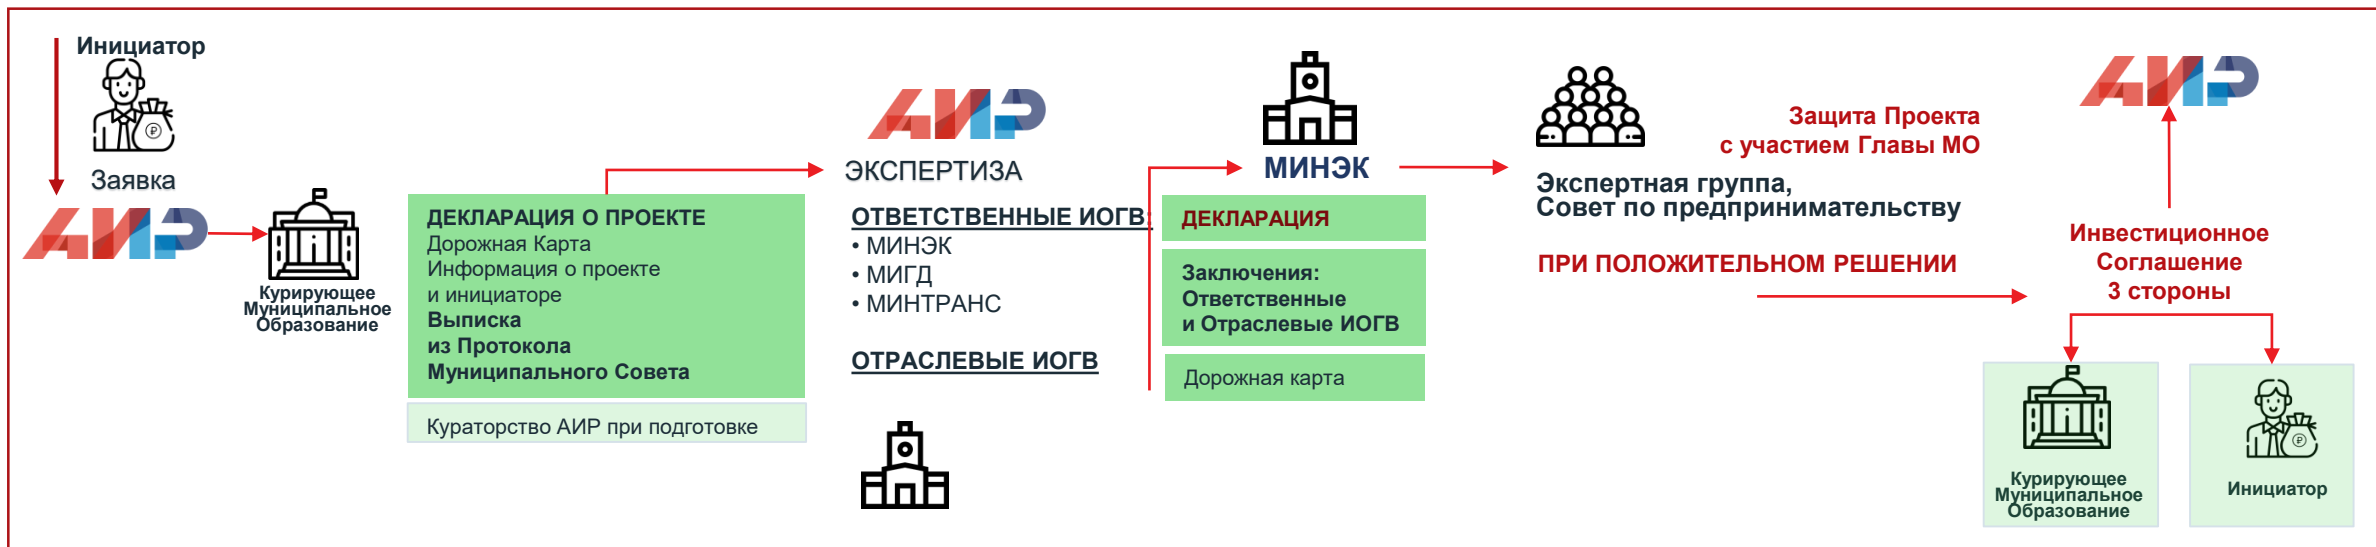 Инициатор
Заявка
АИР
Курирующее
Муниципальное
Образование
ДЕКЛАРАЦИЯ О ПРОЕКТЕ
Дорожная Карта
Информация о проекте
и инициаторе
Выписка
из Протокола
Муниципального Совета
Кураторство АИР при подготовке
АИР
ЭКСПЕРТИЗА
ОТВЕТСТВЕННЫЕ ИОГВ:
• МИНЭК
• МИГД
• МИНТРАНС
ОТРАСЛЕВЫЕ ИОГВ
МИНЭК
ДЕКЛАРАЦИЯ
Заключения:
Ответственные
и Отраслевые ИОГВ
Дорожная карта
Защита Проекта
с участием Главы МО
Экспертная группа,
Совет по предпринимательству
ПРИ ПОЛОЖИТЕЛЬНОМ РЕШЕНИИ
АИР
Инвестиционное
Соглашение
3 стороны
Курирующее
Муниципальное
Образование
Инициатор